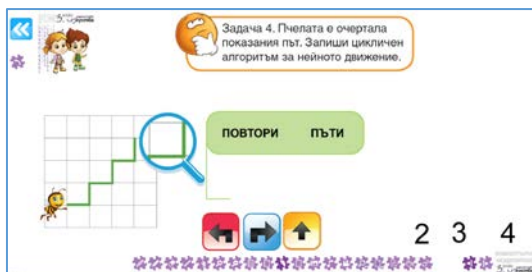 Задача 4. Пчелата е очертала
показания път. Запиши цикличен
алгоритъм за нейното движение.
ПОВТОРИ ПЪТИ
2 3 4